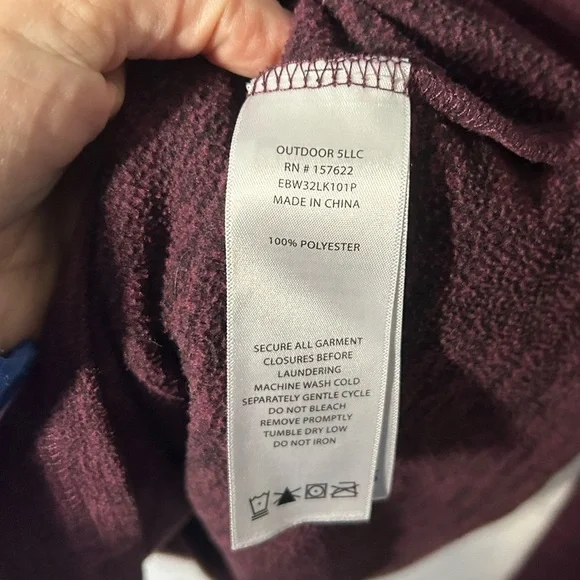 OUTDOOR 5LLC
RN # 157622
EBW32LK101P
MADE IN CHINA
100% POLYESTER
SECURE ALL GARMENT
CLOSURES BEFORE
LAUNDERING
MACHINE WASH COLD
SEPARATELY GENTLE CYCLE
DO NOT BLEACH
REMOVE PROMPTLY
TUMBLE DRY LOW
DO NOT IRON